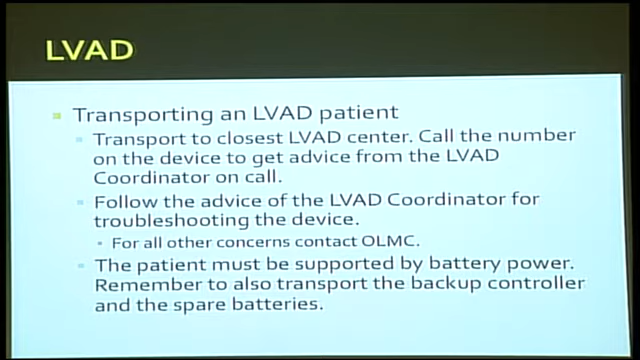 LVAD
Transporting an LVAD patient
Transport to closest LVAD center. Call the number
on the device to get advice from the LVAD
Coordinator on call.
Follow the advice of the LVAD Coordinator for
troubleshooting the device.
For all other concerns contact OLMC.
The patient must be supported by battery power.
Remember to also transport the backup controller
and the spare batteries.